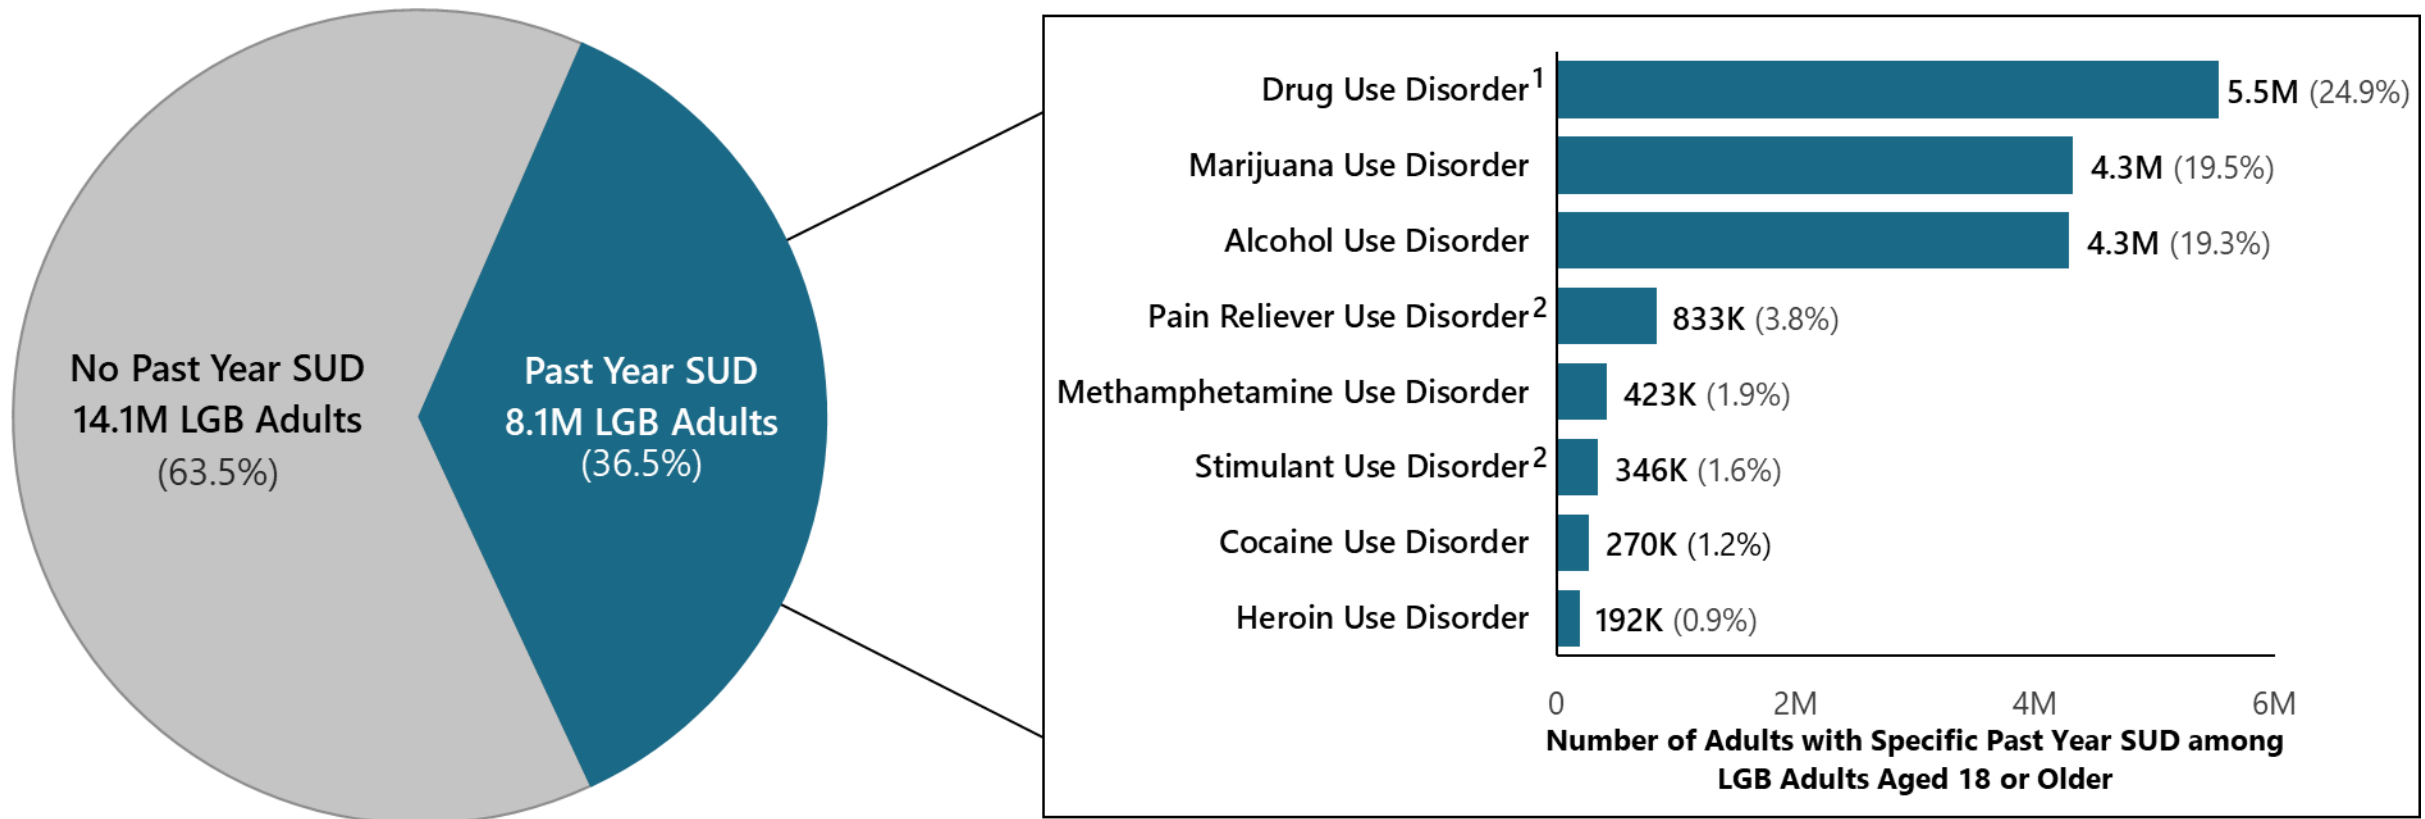 No Past Year SUD
14.1M LGB Adults
(63.5%)
Past Year SUD
8.1M LGB Adults
(36.5%)
Drug Use Disorder1 5.5M (24.9%)
Marijuana Use Disorder 4.3M (19.5%)
Alcohol Use Disorder 4.3M (19.3%)
Pain Reliever Use Disorder2 833K (3.8%)
Methamphetamine Use Disorder 423K (1.9%)
Stimulant Use Disorder2 346K (1.6%)
Cocaine Use Disorder 270K (1.2%)
Heroin Use Disorder 192K (0.9%)
0 2M 4M 6M
Number of Adults with Specific Past Year SUD among
LGB Adults Aged 18 or Older